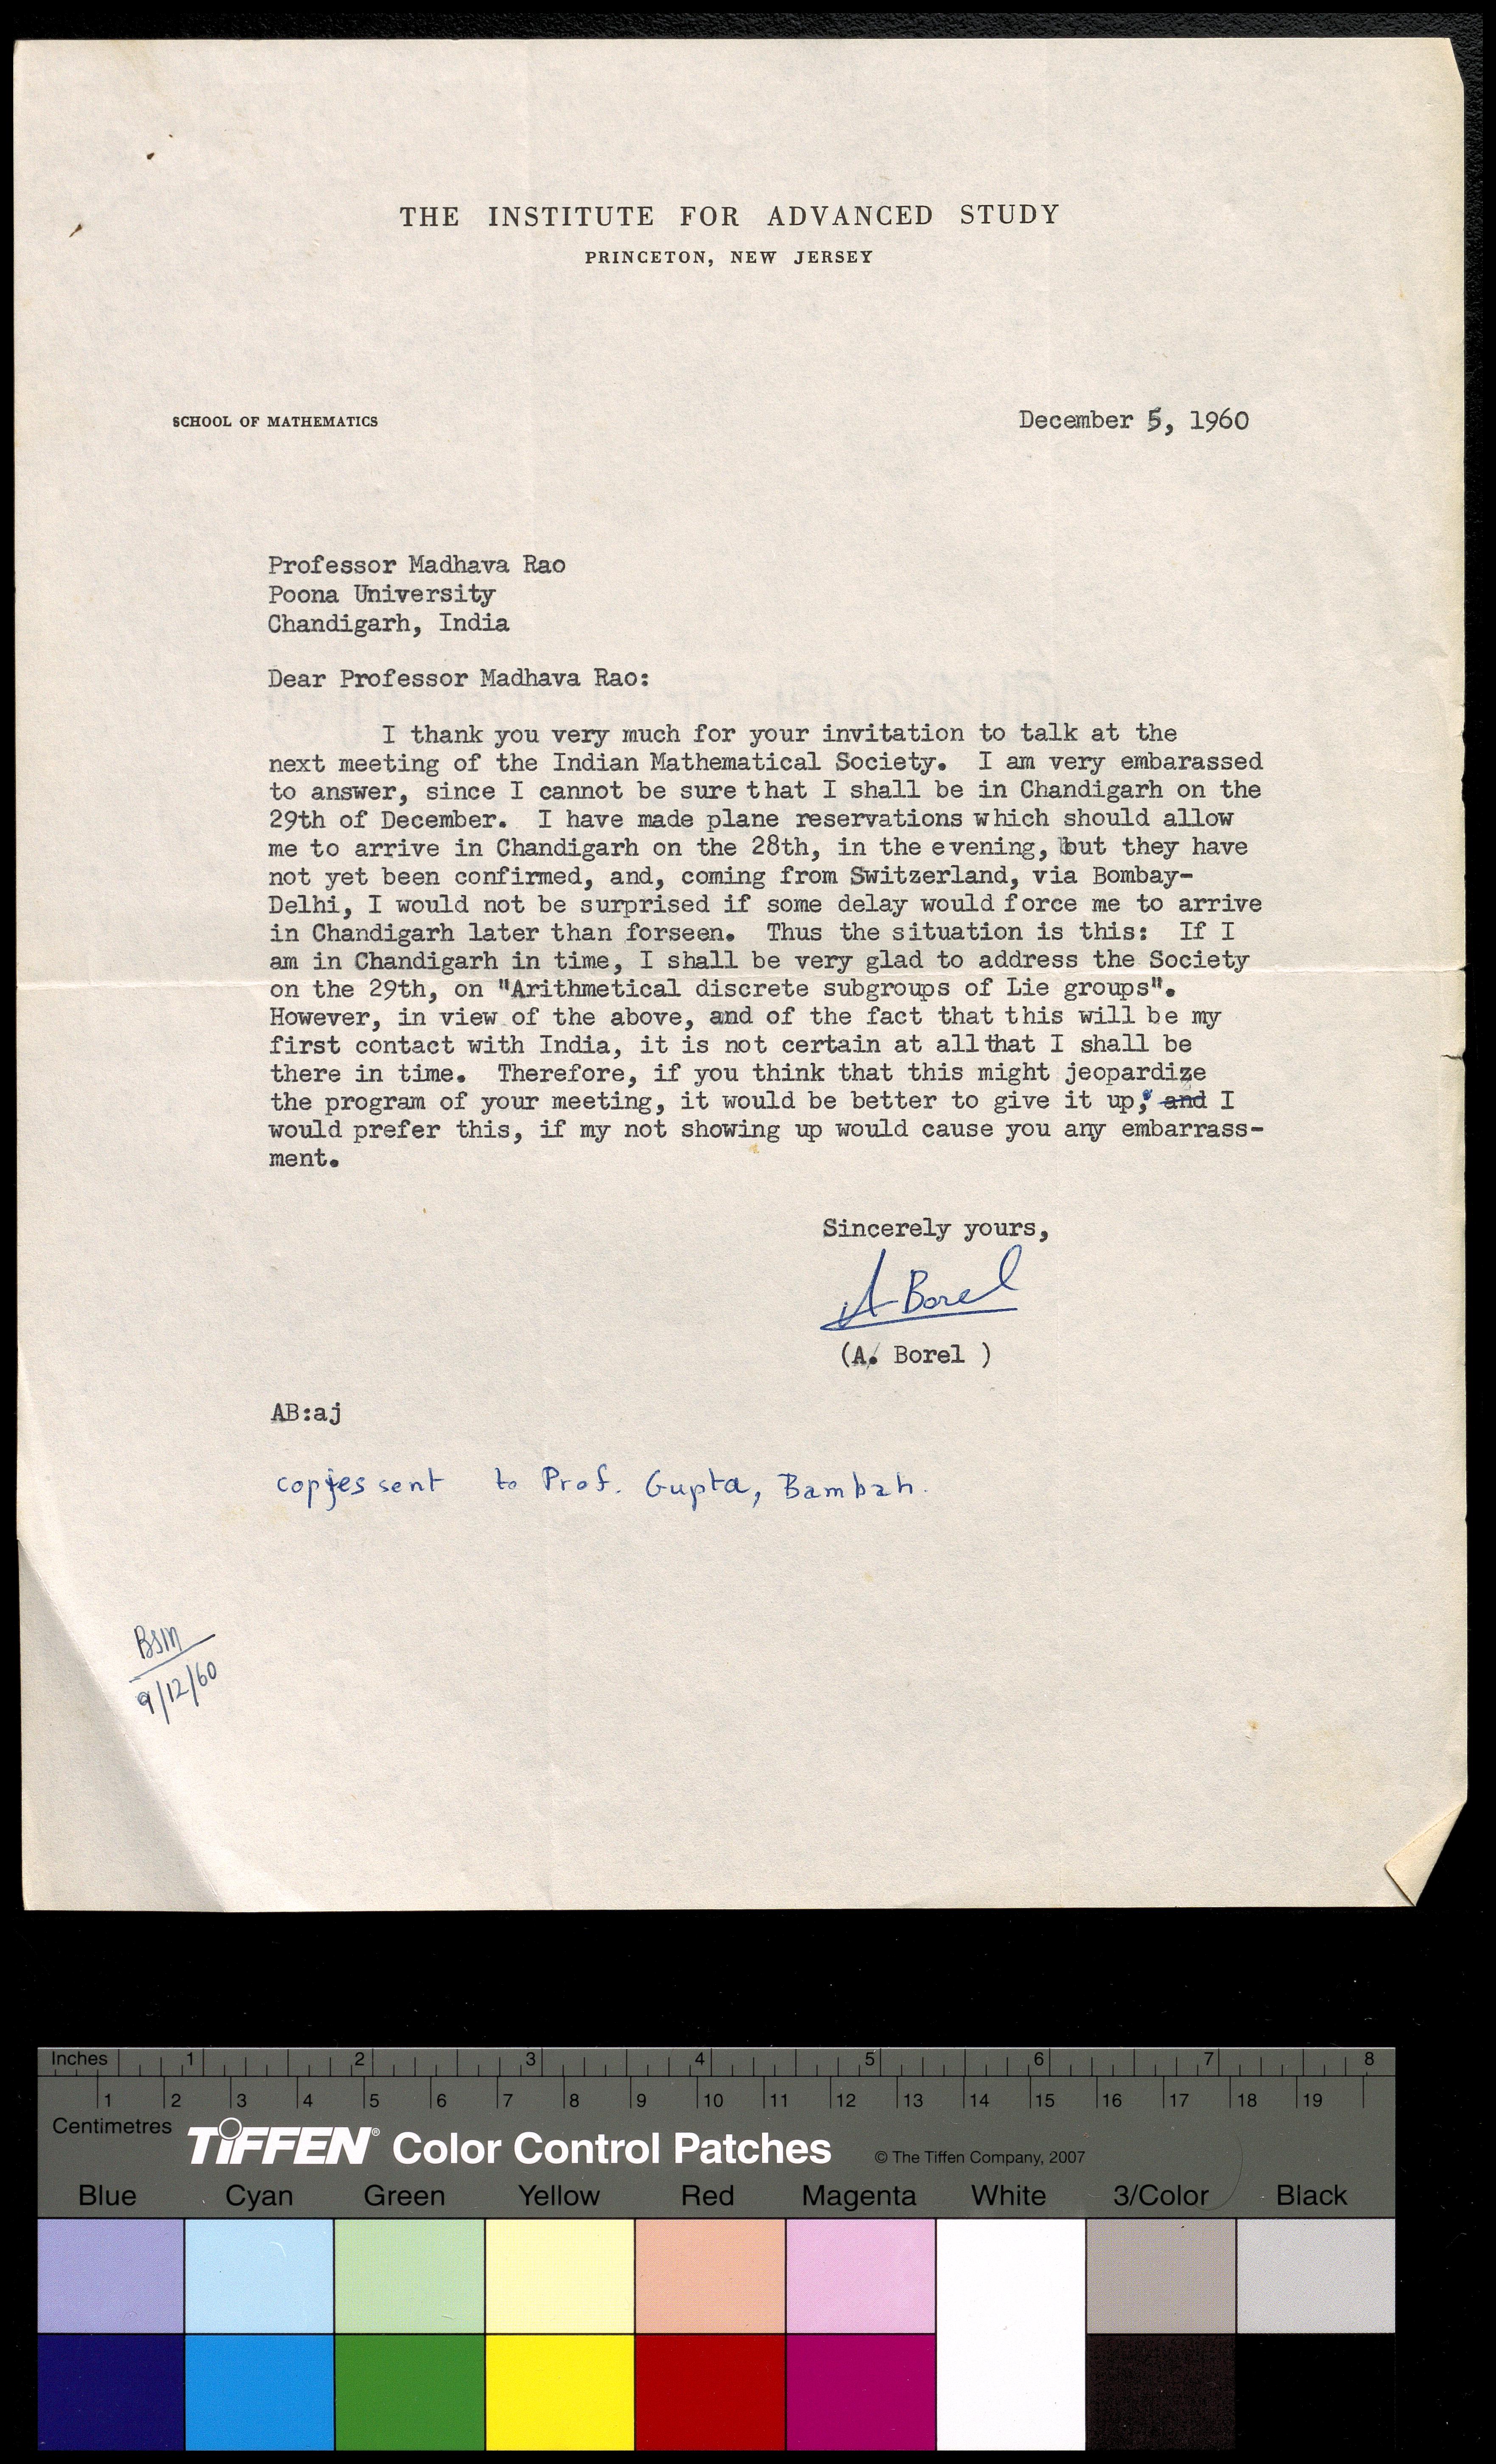 THE INSTITUTE FOR ADVANCED STUDY
PRINCETON, NEW JERSEY
SCHOOL OF MATHEMATICS
December 5, 1960
Professor Madhava Rao
Poona University
Chandigarh, India
Dear Professor Madhava Rao:
I thank you very much for your invitation to talk at the
next meeting of the Indian Mathematical Society. I am very embarassed
to answer, since I cannot be sure that I shall be in Chandigarh on the
29th of December. I have made plane reservations which should allow
me to arrive in Chandigarh on the 28th, in the evening, but they have
not yet been confirmed, and, coming from Switzerland, via Bombay-
Delhi, I would not be surprised if some delay would force me to arrive
in Chandigarh later than forseen. Thus the situation is this: If I
am in Chandigarh in time, I shall be very glad to address the Society
on the 29th, on "Arithmetical discrete subgroups of Lie groups".
However, in view of the above, and of the fact that this will be my
first contact with India, it is not certain at all that I shall be
there in time. Therefore, if you think that this might jeopardize
the program of your meeting, it would be better to give it up; and I
would prefer this, if my not showing up would cause you any embarrass-
ment.
Sincerely yours,
A Borel
(A. Borel )
AB:aj
copies sent to Prof. Gupta, Bambah.
BSM
9/12/60
Inches 1 2 3 4 5 6 7 8
1 2 3 4 5 6 7 8 9 10 11 12 13 14 15 16 17 18 19
Centimetres
TIFFEN® Color Control Patches © The Tiffen Company, 2007
Blue Cyan Green Yellow Red Magenta White 3/Color Black